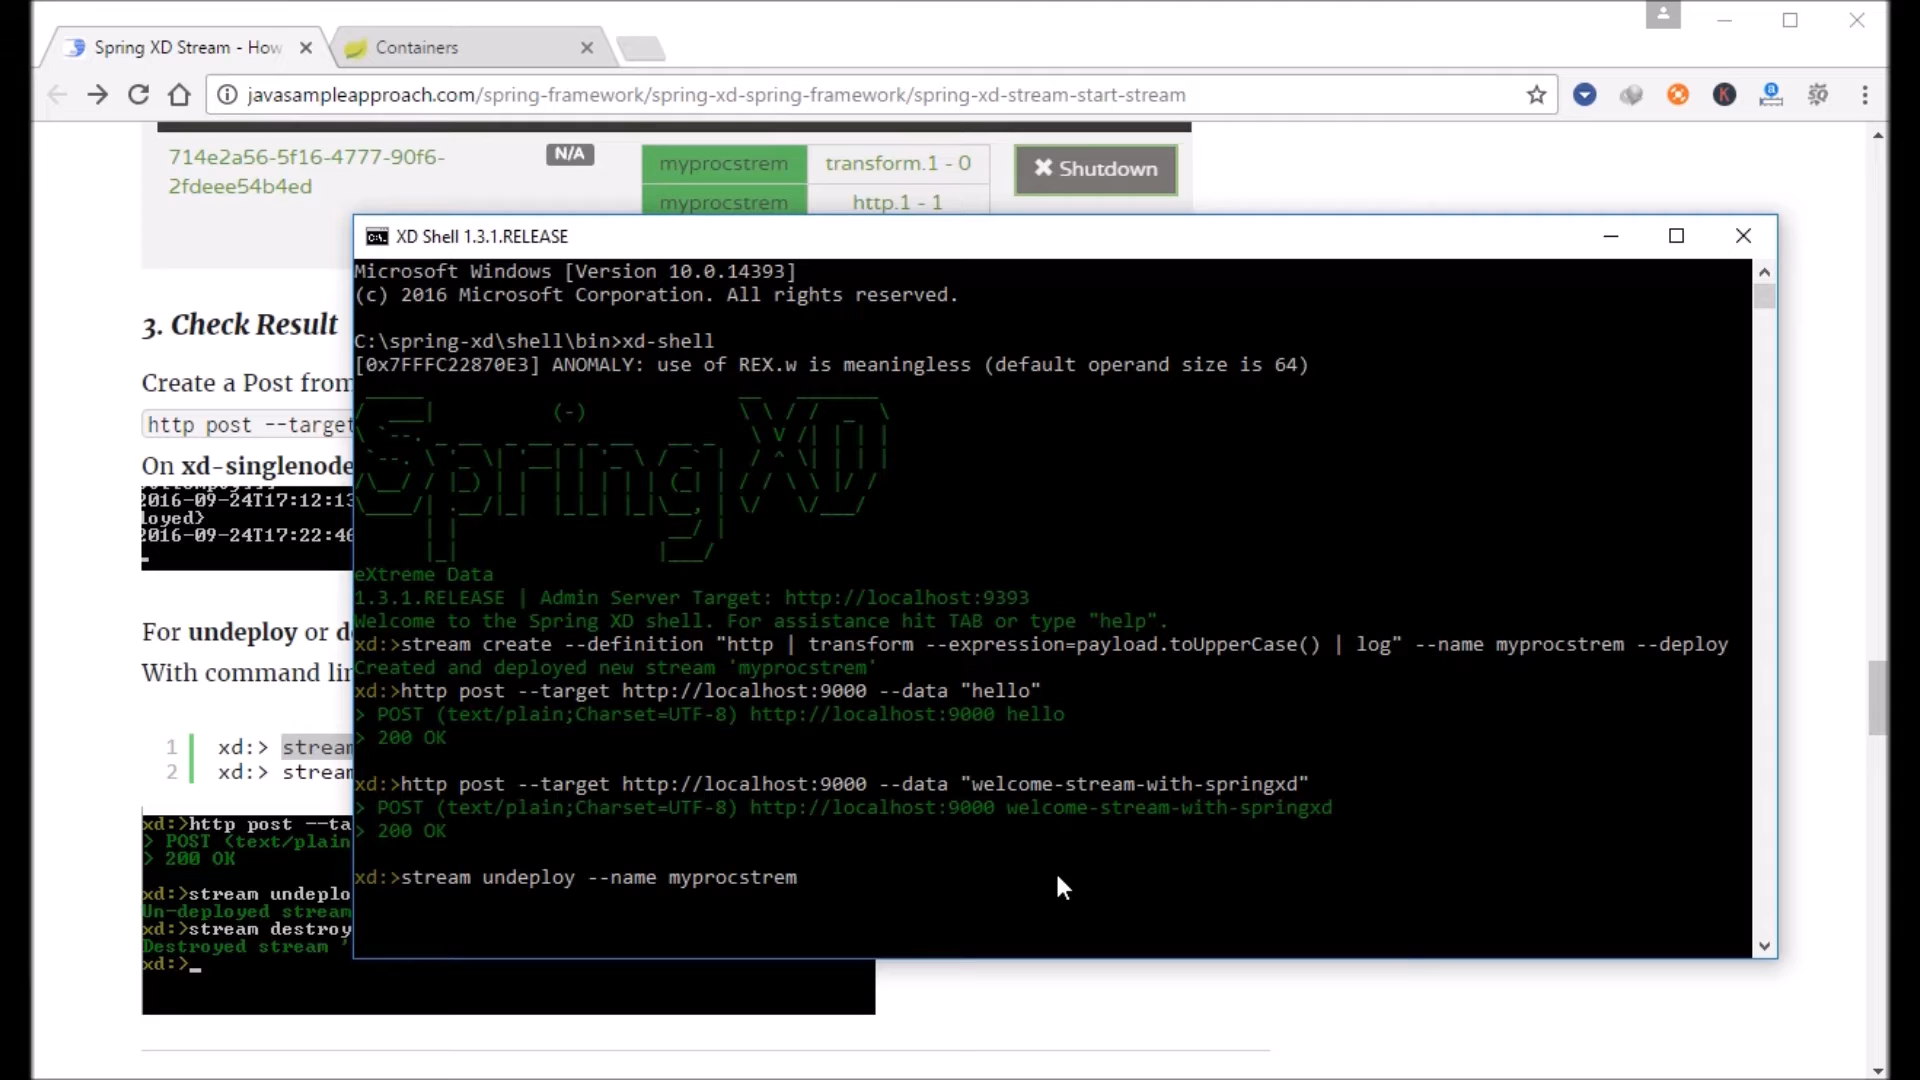 Spring XD Stream - How
Containers
javasampleapproach.com/spring-framework/spring-xd-spring-framework/spring-xd-stream-start-stream
714e2a56-5f16-4777-90f6-
2fdeee54b4ed
N/A
myprocstrem
transform.1 - 0
Shutdown
myprocstrem
http.1 - 1
3. Check Result
Create a Post from
http post --target
On xd-singlenode
2016-09-24T17:12:13
loyed}
2016-09-24T17:22:46
For undeploy or d
With command lin
1 xd:> stream
2 xd:> stream
xd:>http post --ta
> POST (text/plain
> 200 OK
xd:>stream undeplo
Un-deployed stream
xd:>stream destroy
Destroyed stream '
xd:>_
XD Shell 1.3.1.RELEASE
Microsoft Windows [Version 10.0.14393]
(c) 2016 Microsoft Corporation. All rights reserved.
C:\spring-xd\shell\bin>xd-shell
[0x7FFFC22870E3] ANOMALY: use of REX.w is meaningless (default operand size is 64)
Spring XD
eXtreme Data
1.3.1.RELEASE | Admin Server Target: http://localhost:9393
Welcome to the Spring XD shell. For assistance hit TAB or type "help".
xd:>stream create --definition "http | transform --expression=payload.toUpperCase() | log" --name myprocstrem --deploy
Created and deployed new stream 'myprocstrem'
xd:>http post --target http://localhost:9000 --data "hello"
> POST (text/plain;Charset=UTF-8) http://localhost:9000 hello
> 200 OK
xd:>http post --target http://localhost:9000 --data "welcome-stream-with-springxd"
> POST (text/plain;Charset=UTF-8) http://localhost:9000 welcome-stream-with-springxd
> 200 OK
xd:>stream undeploy --name myprocstrem